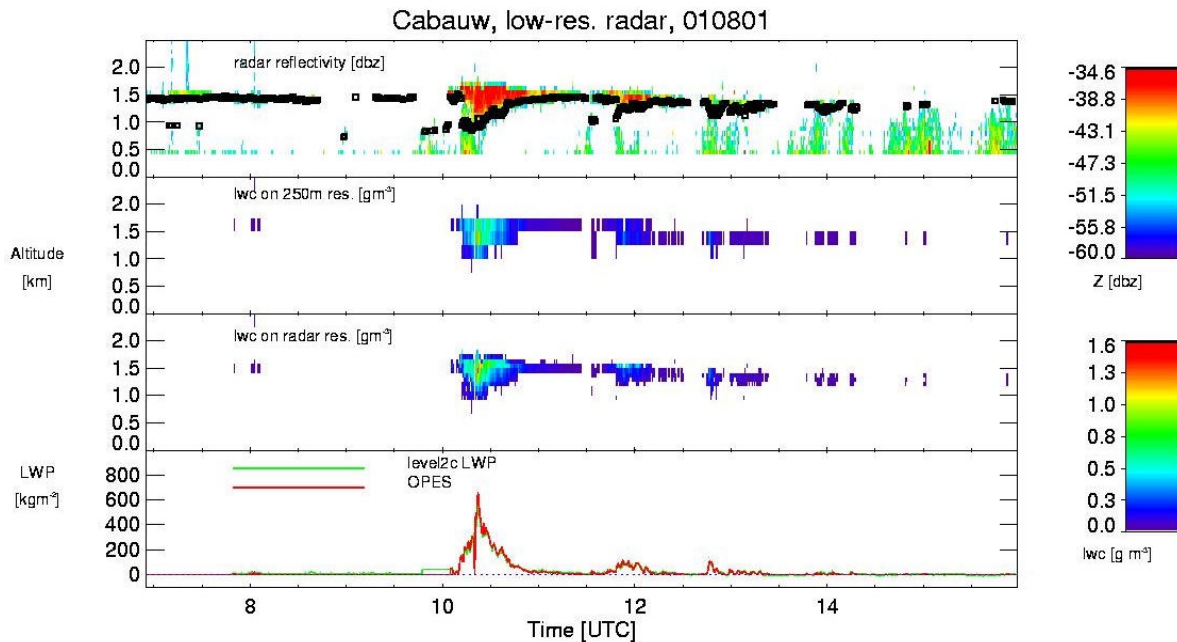 Cabauw, low-res. radar, 010801
radar reflectivity [dbz]
2.0
1.5
1.0
0.5
0.0
lwc on 250m res. [gm-3]
2.0
1.5
1.0
0.5
0.0
Altitude
[km]
lwc on radar res. [gm-3]
2.0
1.5
1.0
0.5
0.0
LWP
[kgm-2]
800
600
400
200
0
level2c LWP
OPES
8 10 12 14
Time [UTC]
-34.6
-38.8
-43.1
-47.3
-51.5
-55.8
-60.0
Z [dbz]
1.6
1.3
1.0
0.8
0.5
0.3
0.0
lwc [g m-3]